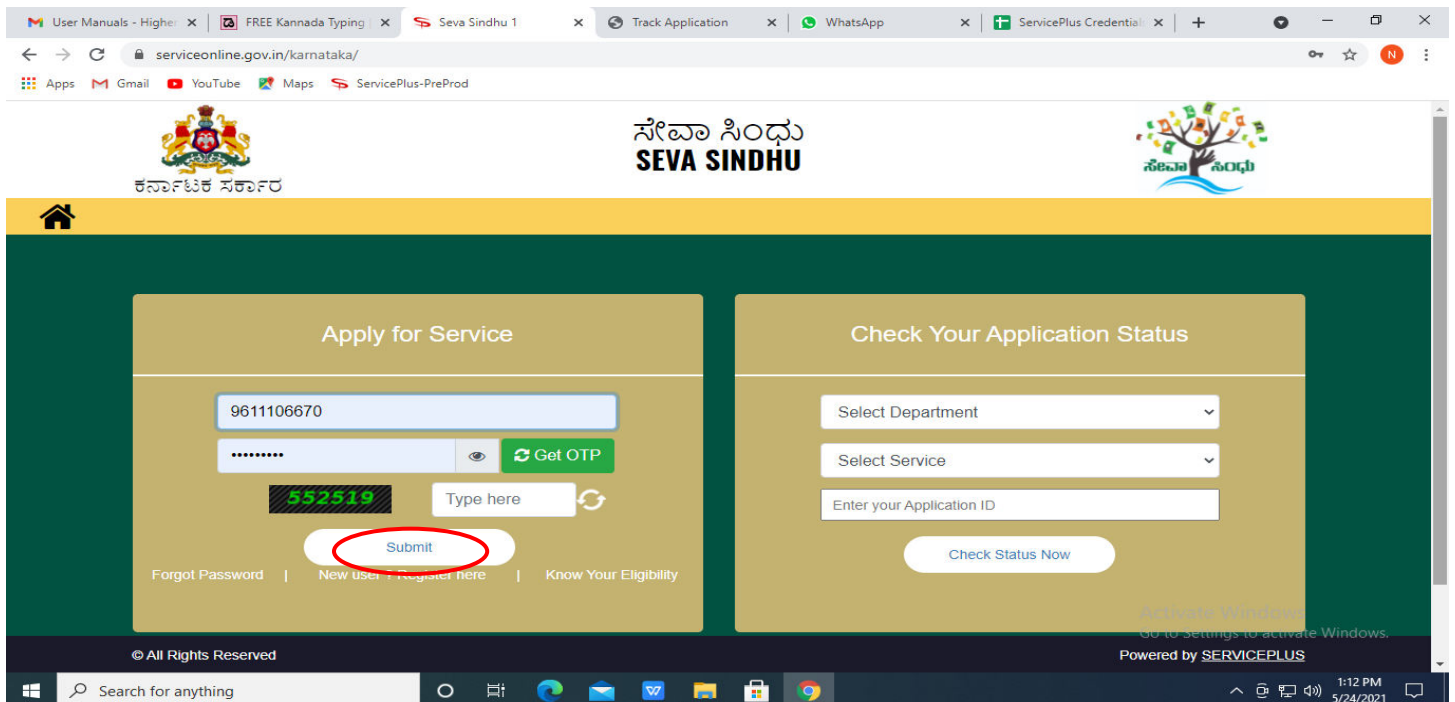 User Manuals - Higher
FREE Kannada Typing
Seva Sindhu 1
Track Application
WhatsApp
ServicePlus Credential
serviceonline.gov.in/karnataka/
N
Apps
Gmail
YouTube
Maps
ServicePlus-PreProd
ಕರ್ನಾಟಕ ಸರ್ಕಾರ
ಸೇವಾ ಸಿಂಧು
SEVA SINDHU
ಸೇವಾ ಸಿಂಧು
Apply for Service
9611106670
•••••••••
Get OTP
552519
Type here
Submit
Forgot Password | New user ? Register here | Know Your Eligibility
Check Your Application Status
Select Department
Select Service
Enter your Application ID
Check Status Now
Activate Windows
Go to Settings to activate Windows.
© All Rights Reserved
Powered by SERVICEPLUS
Search for anything
1:12 PM
5/24/2021